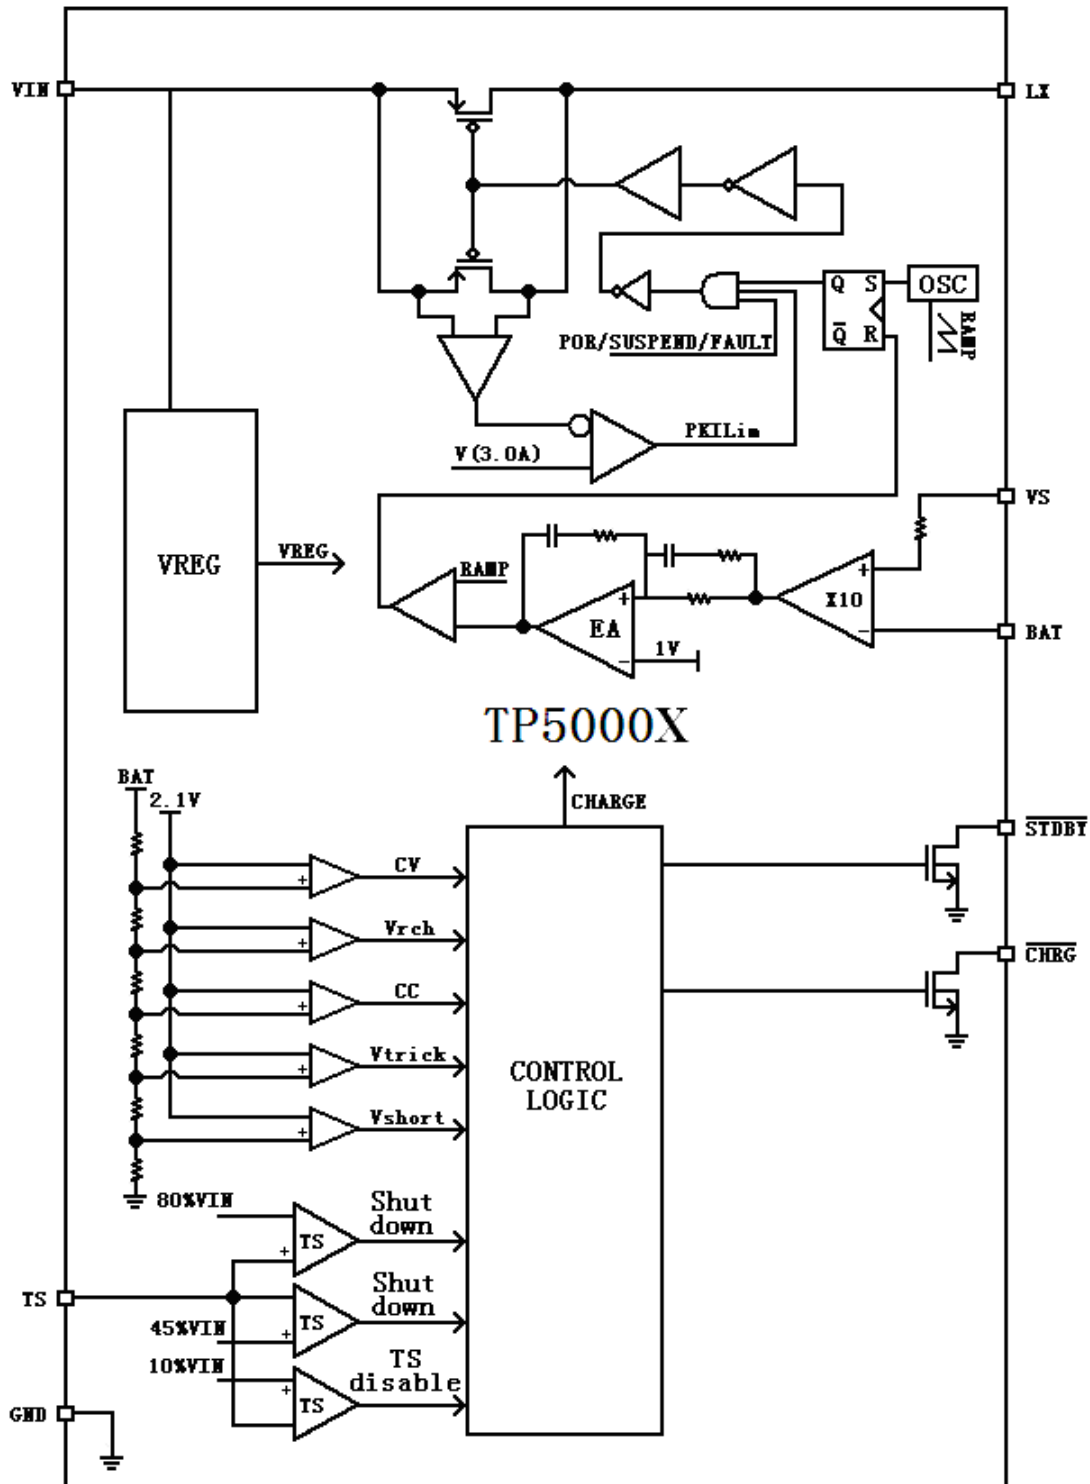 VIN
LX
Q S
Q̅ R
OSC
RAMP
POR/SUSPEND/FAULT
PKILim
V(3.0A)
VS
VREG
VREG
RAMP
+
X10
-
+
EA
-
1V
BAT
TP5000X
BAT
2.1V
CHARGE
S̅T̅D̅B̅Y̅
+
CV
+
Vrch
C̅H̅R̅G̅
+
CC
+
Vtrick
CONTROL
LOGIC
+
Vshort
80%VIN
+
TS
Shut
down
TS
45%VIN
+
TS
Shut
down
10%VIN
+
TS
TS
disable
GND